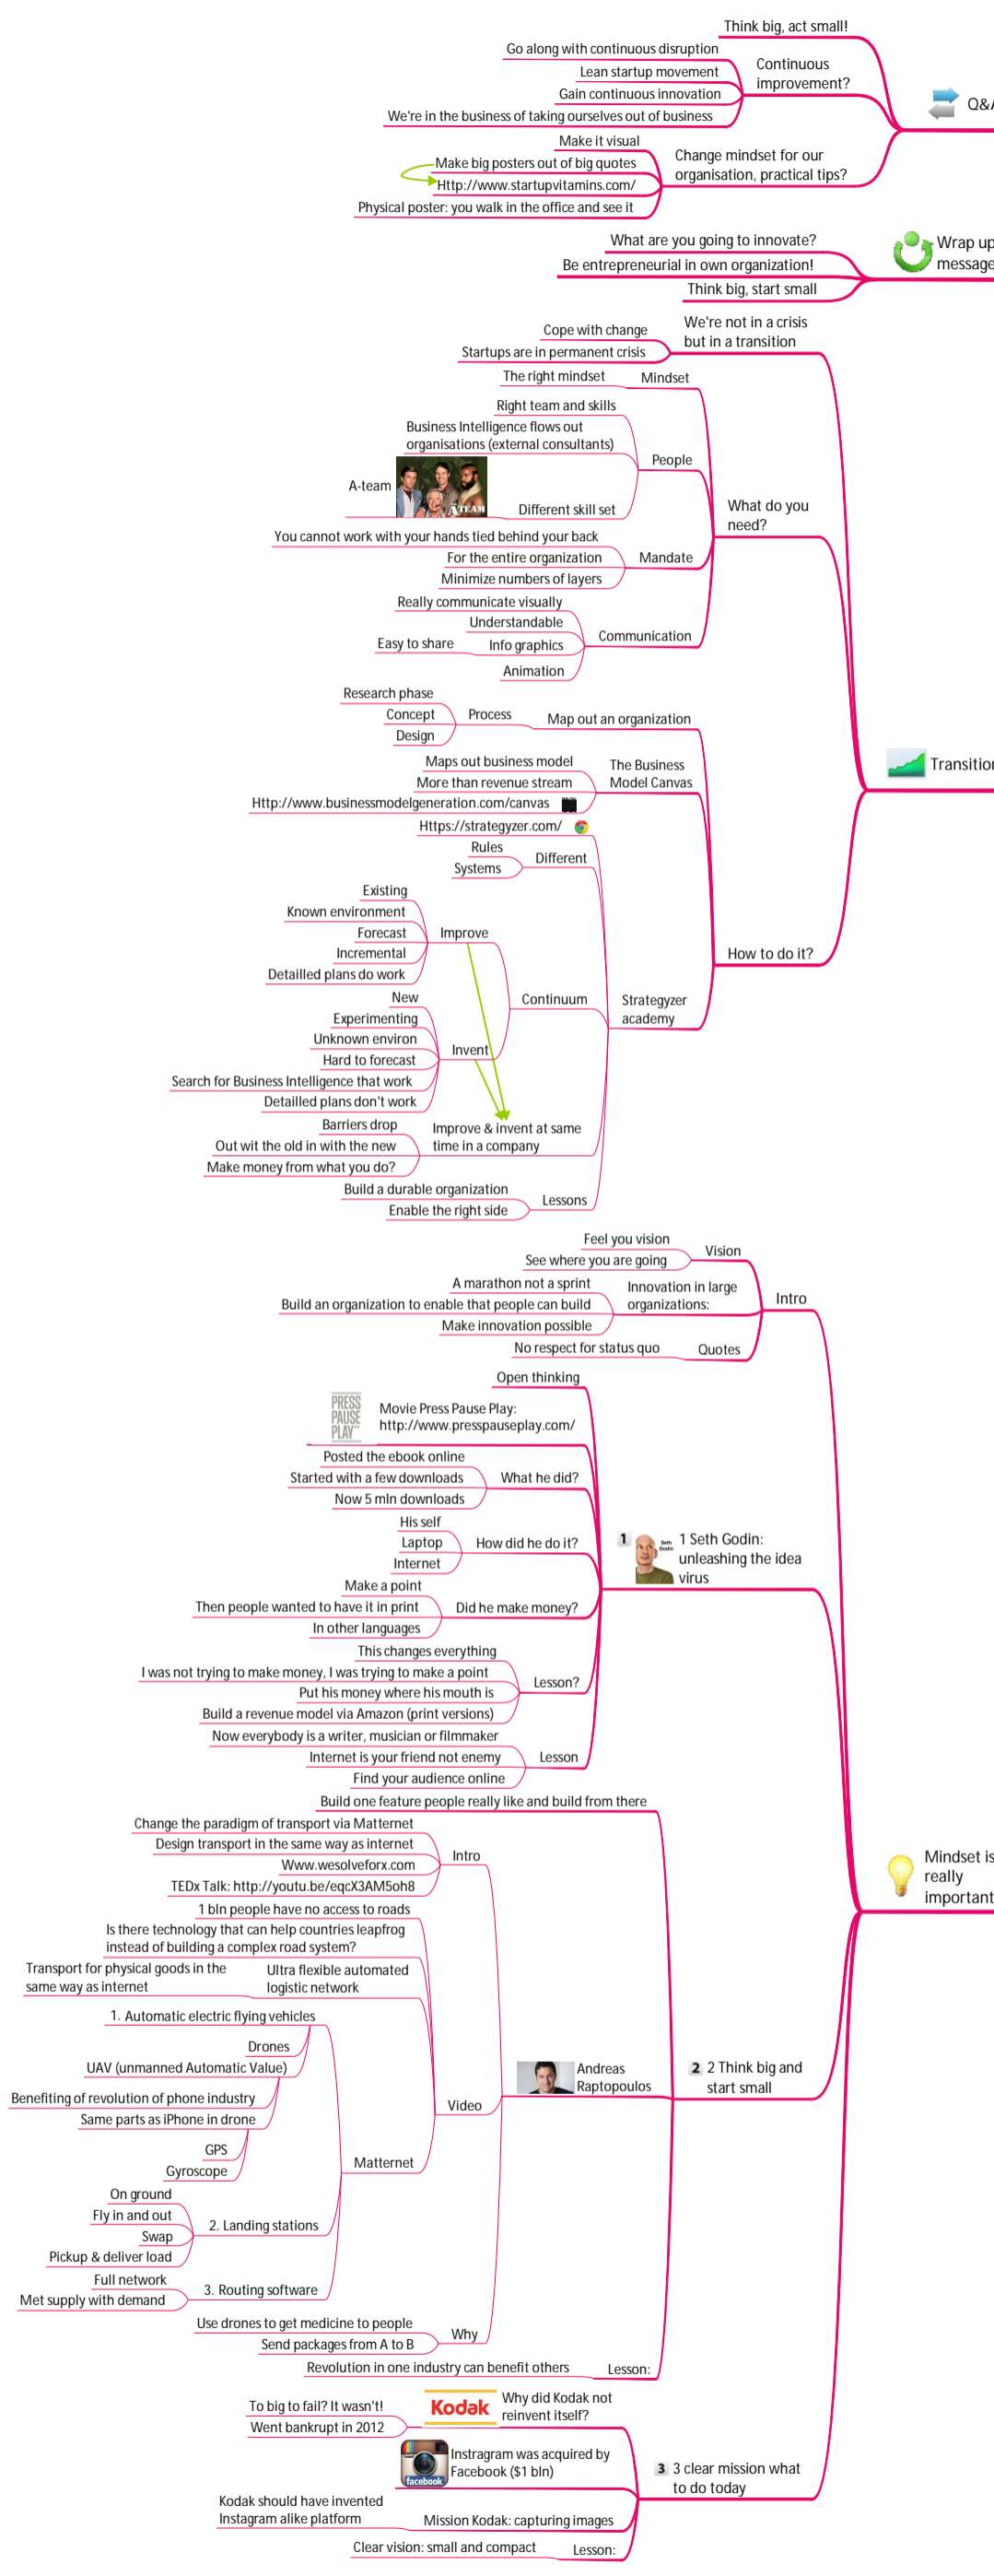 Think big, act small!
Go along with continuous disruption
Lean startup movement
Gain continuous innovation
We're in the business of taking ourselves out of business
Continuous
improvement?
Make it visual
Make big posters out of big quotes
Http://www.startupvitamins.com/
Physical poster: you walk in the office and see it
Change mindset for our
organisation, practical tips?
Q&A
What are you going to innovate?
Be entrepreneurial in own organization!
Think big, start small
Wrap up
message
Cope with change
Startups are in permanent crisis
We're not in a crisis
but in a transition
The right mindset
Mindset
Right team and skills
Business Intelligence flows out
organisations (external consultants)
A-team
A TEAM
Different skill set
People
You cannot work with your hands tied behind your back
For the entire organization
Minimize numbers of layers
Mandate
Really communicate visually
Understandable
Easy to share
Info graphics
Animation
Communication
What do you
need?
Research phase
Concept
Design
Process
Map out an organization
Maps out business model
More than revenue stream
Http://www.businessmodelgeneration.com/canvas
The Business
Model Canvas
Https://strategyzer.com/
Rules
Systems
Different
Existing
Known environment
Forecast
Incremental
Detailled plans do work
Improve
New
Experimenting
Unknown environ
Hard to forecast
Search for Business Intelligence that work
Detailled plans don't work
Invent
Continuum
Barriers drop
Out wit the old in with the new
Make money from what you do?
Improve & invent at same
time in a company
Build a durable organization
Enable the right side
Lessons
Strategyzer
academy
How to do it?
Transition
Feel you vision
See where you are going
Vision
A marathon not a sprint
Build an organization to enable that people can build
Make innovation possible
Innovation in large
organizations:
No respect for status quo
Quotes
Intro
Open thinking
PRESS
PAUSE
PLAY
Movie Press Pause Play:
http://www.presspauseplay.com/
Posted the ebook online
Started with a few downloads
Now 5 mln downloads
What he did?
His self
Laptop
Internet
How did he do it?
Make a point
Then people wanted to have it in print
In other languages
Did he make money?
This changes everything
I was not trying to make money, I was trying to make a point
Put his money where his mouth is
Build a revenue model via Amazon (print versions)
Lesson?
Now everybody is a writer, musician or filmmaker
Internet is your friend not enemy
Find your audience online
Lesson
1
Seth
Godin
1 Seth Godin:
unleashing the idea
virus
Build one feature people really like and build from there
Change the paradigm of transport via Matternet
Design transport in the same way as internet
Www.wesolveforx.com
TEDx Talk: http://youtu.be/eqcX3AM5oh8
Intro
1 bln people have no access to roads
Is there technology that can help countries leapfrog
instead of building a complex road system?
Transport for physical goods in the
same way as internet
Ultra flexible automated
logistic network
1. Automatic electric flying vehicles
Drones
UAV (unmanned Automatic Value)
Benefiting of revolution of phone industry
Same parts as iPhone in drone
GPS
Gyroscope
On ground
Fly in and out
Swap
Pickup & deliver load
2. Landing stations
Full network
Met supply with demand
3. Routing software
Matternet
Video
Use drones to get medicine to people
Send packages from A to B
Why
Andreas
Raptopoulos
Revolution in one industry can benefit others
Lesson:
2
2 Think big and
start small
Mindset is
really
important
To big to fail? It wasn't!
Went bankrupt in 2012
Kodak
Why did Kodak not
reinvent itself?
facebook
Instragram was acquired by
Facebook ($1 bln)
Kodak should have invented
Instagram alike platform
Mission Kodak: capturing images
Clear vision: small and compact
Lesson:
3
3 clear mission what
to do today